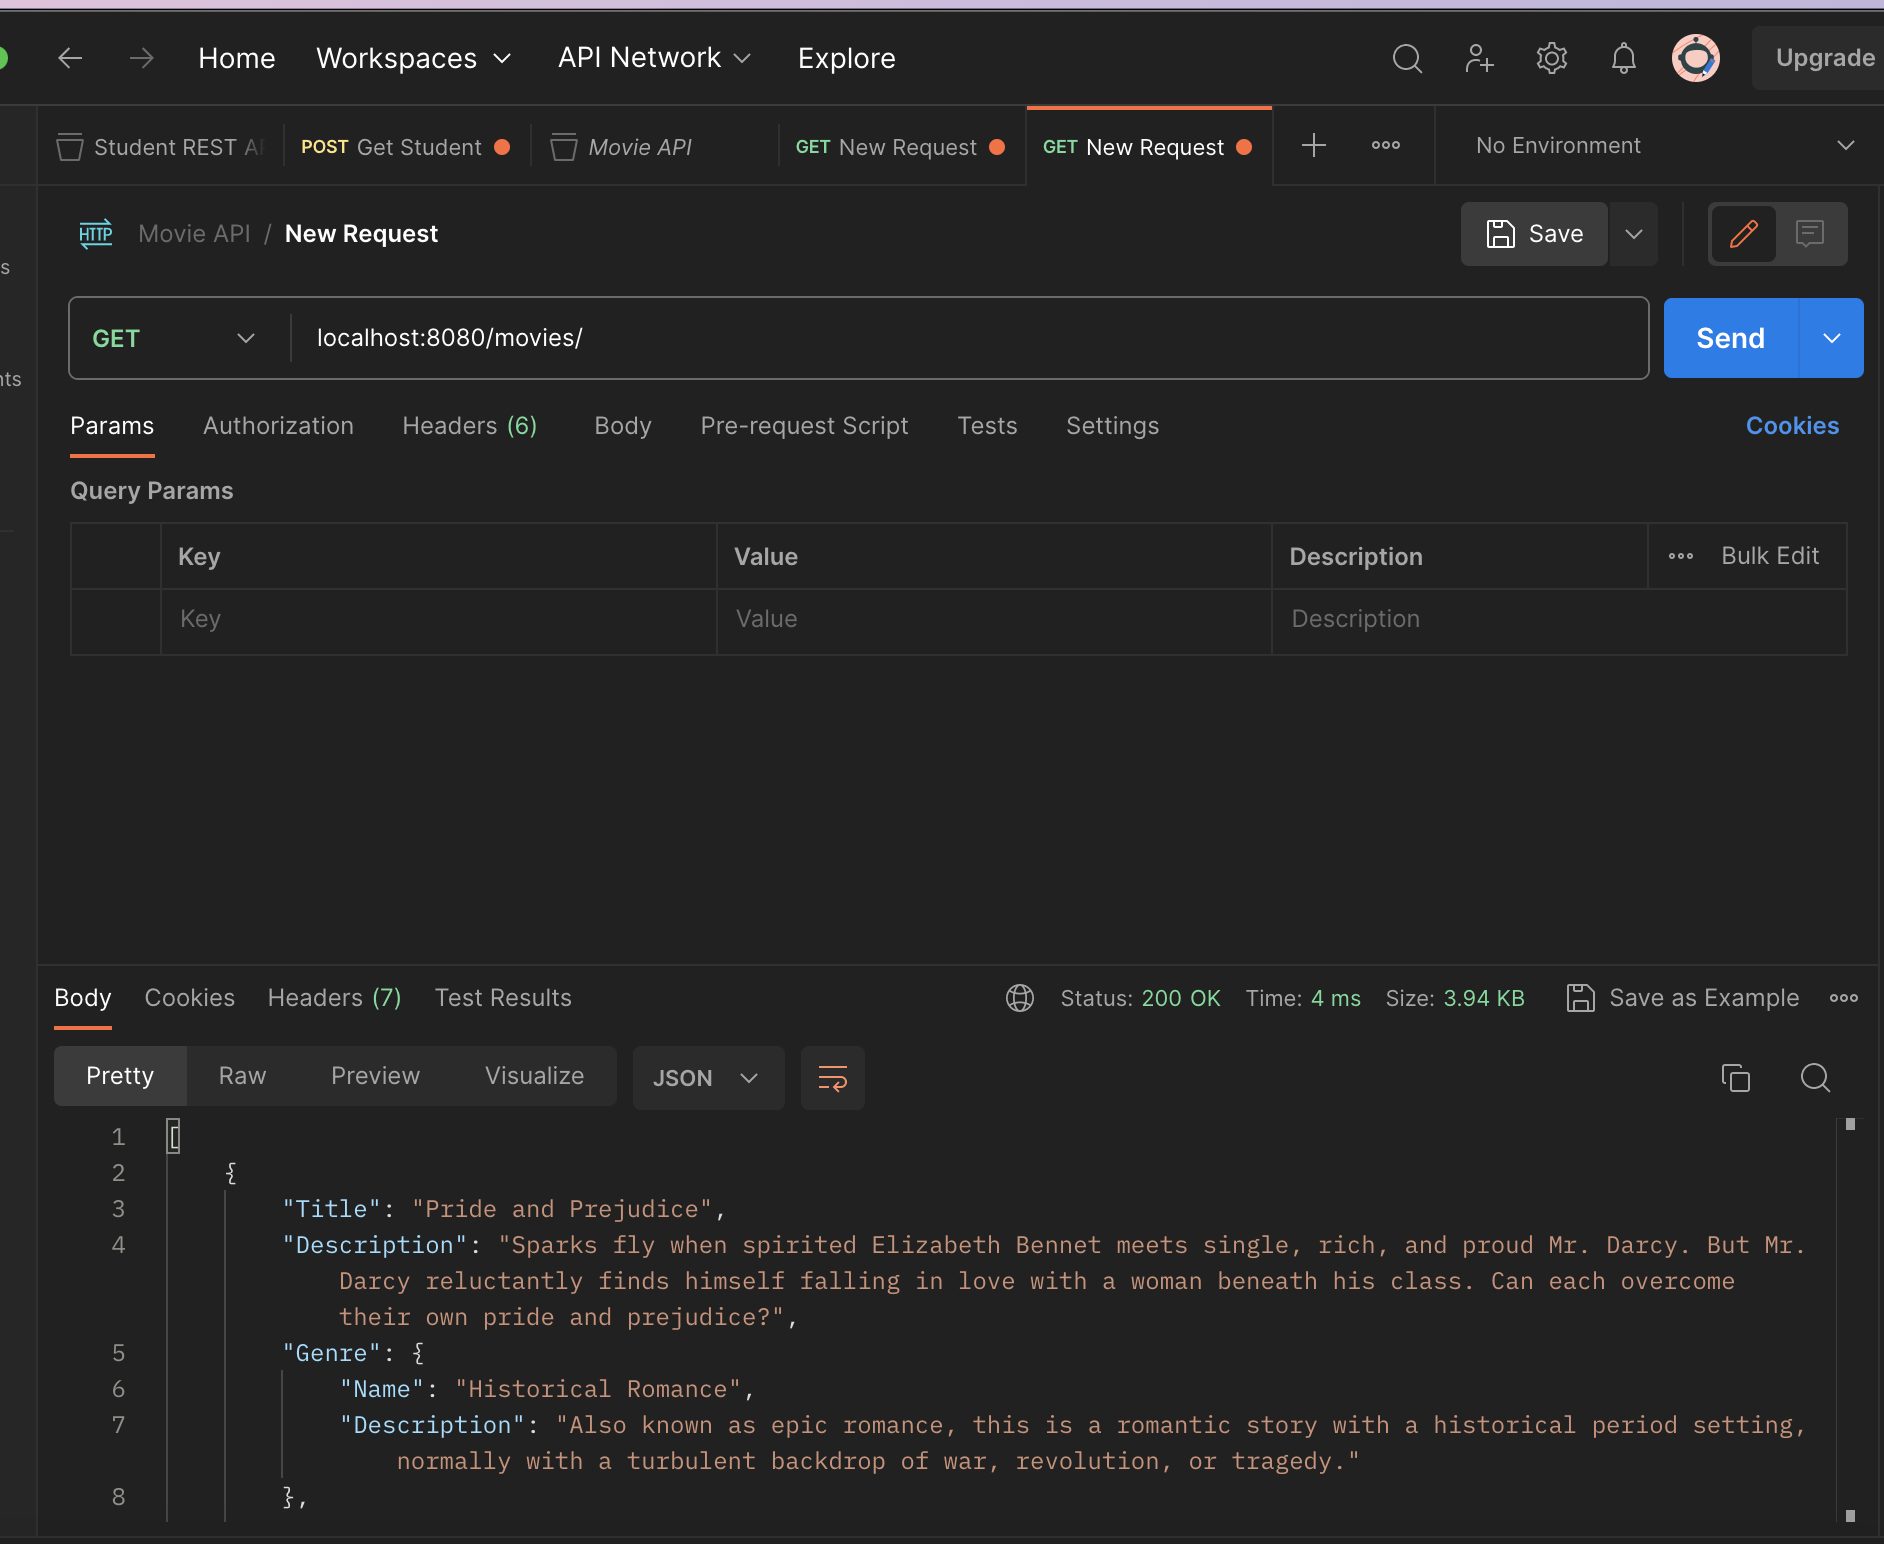 Home Workspaces API Network Explore Upgrade
Student REST A POST Get Student Movie API GET New Request GET New Request No Environment
HTTP Movie API / New Request Save
s
GET localhost:8080/movies/ Send
nts
Params Authorization Headers (6) Body Pre-request Script Tests Settings Cookies
Query Params
Key Value Description Bulk Edit
Key Value Description
Body Cookies Headers (7) Test Results Status: 200 OK Time: 4 ms Size: 3.94 KB Save as Example
Pretty Raw Preview Visualize JSON
1 [
2 {
3 "Title": "Pride and Prejudice",
4 "Description": "Sparks fly when spirited Elizabeth Bennet meets single, rich, and proud Mr. Darcy. But Mr.
Darcy reluctantly finds himself falling in love with a woman beneath his class. Can each overcome
their own pride and prejudice?",
5 "Genre": {
6 "Name": "Historical Romance",
7 "Description": "Also known as epic romance, this is a romantic story with a historical period setting,
normally with a turbulent backdrop of war, revolution, or tragedy."
8 },